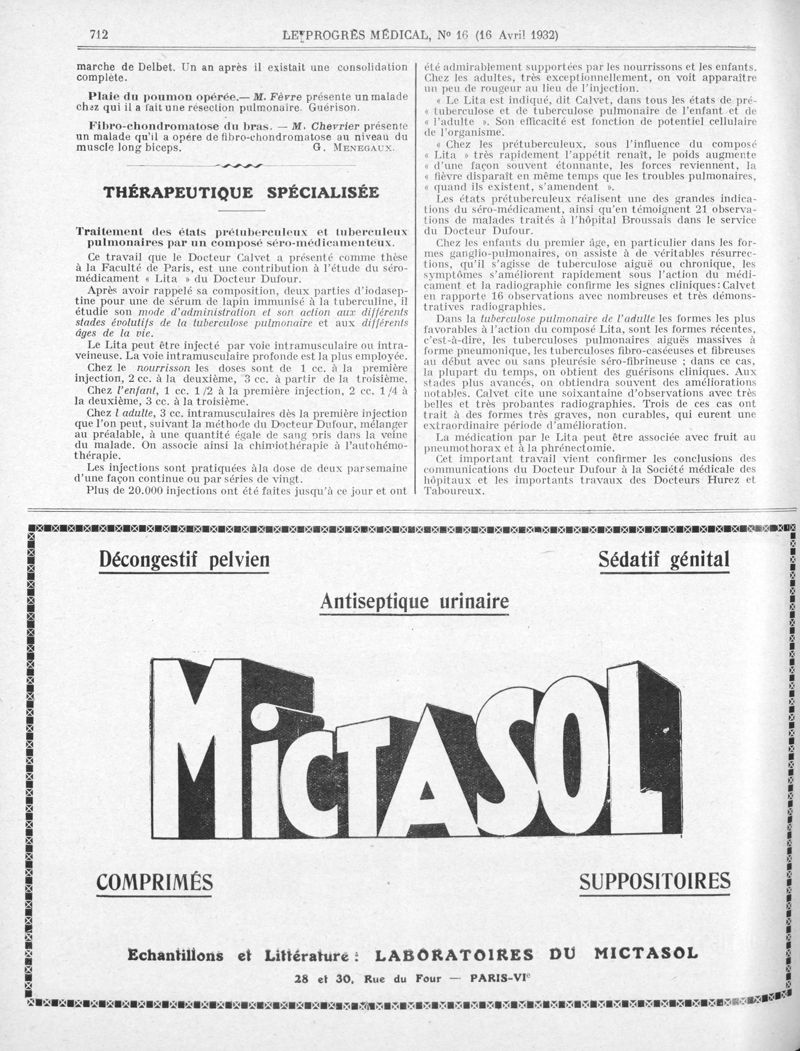 712
LE PROGRÈS MÉDICAL, N° 16 (16 Avril 1932)
marche de Delbet. Un an après il existait une consolidation
complète.
Plaie du poumon opérée.— M. Fèvre présente un malade
chez qui il a fait une résection pulmonaire. Guérison.
Fibro-chondromatose du bras. — M. Chevrier présente
un malade qu'il a opéré de fibro-chondromatose au niveau du
muscle long biceps. G. MENEGAUX.
THÉRAPEUTIQUE SPÉCIALISÉE
Traitement des états prétuberculeux et tuberculeux
pulmonaires par un composé séro-médicamenteux.
Ce travail que le Docteur Calvet a présenté comme thèse
à la Faculté de Paris, est une contribution à l'étude du séro-
médicament « Lita » du Docteur Dufour.
Après avoir rappelé sa composition, deux parties d'iodasep-
tine pour une de sérum de lapin immunisé à la tuberculine, il
étudie son mode d'administration et son action aux différents
stades évolutifs de la tuberculose pulmonaire et aux différents
âges de la vie.
Le Lita peut être injecté par voie intramusculaire ou intra-
veineuse. La voie intramusculaire profonde est la plus employée.
Chez le nourrisson les doses sont de 1 cc. à la première
injection, 2 cc. à la deuxième, 3 cc. à partir de la troisième.
Chez l'enfant, 1 cc. 1/2 à la première injection, 2 cc. 1/4 à
la deuxième, 3 cc. à la troisième.
Chez l adulte, 3 cc. intramusculaires dès la première injection
que l'on peut, suivant la méthode du Docteur Dufour, mélanger
au préalable, à une quantité égale de sang pris dans la veine
du malade. On associe ainsi la chimiothérapie à l'autohémo-
thérapie.
Les injections sont pratiquées à la dose de deux par semaine
d'une façon continue ou par séries de vingt.
Plus de 20.000 injections ont été faites jusqu'à ce jour et ont
été admirablement supportées par les nourrissons et les enfants.
Chez les adultes, très exceptionnellement, on voit apparaître
un peu de rougeur au lieu de l'injection.
« Le Lita est indiqué, dit Calvet, dans tous les états de pré-
« tuberculose et de tuberculose pulmonaire de l'enfant et de
« l'adulte ». Son efficacité est fonction de potentiel cellulaire
de l'organisme.
« Chez les prétuberculeux, sous l'influence du composé
« Lita » très rapidement l'appétit renaît, le poids augmente
« d'une façon souvent étonnante, les forces reviennent, la
« fièvre disparaît en même temps que les troubles pulmonaires,
« quand ils existent, s'amendent ».
Les états prétuberculeux réalisent une des grandes indica-
tions du séro-médicament, ainsi qu'en témoignent 21 observa-
tions de malades traités à l'hôpital Broussais dans le service
du Docteur Dufour.
Chez les enfants du premier âge, en particulier dans les for-
mes ganglio-pulmonaires, on assiste à de véritables résurrec-
tions, qu'il s'agisse de tuberculose aiguë ou chronique, les
symptômes s'améliorent rapidement sous l'action du médi-
cament et la radiographie confirme les signes cliniques : Calvet
en rapporte 16 observations avec nombreuses et très démons-
tratives radiographies.
Dans la tuberculose pulmonaire de l'adulte les formes les plus
favorables à l'action du composé Lita, sont les formes récentes,
c'est-à-dire, les tuberculoses pulmonaires aiguës massives à
forme pneumonique, les tuberculoses fibro-caséeuses et fibreuses
au début avec ou sans pleurésie séro-fibrineuse ; dans ce cas,
la plupart du temps, on obtient des guérisons cliniques. Aux
stades plus avancés, on obtiendra souvent des améliorations
notables. Calvet cite une soixantaine d'observations avec très
belles et très probantes radiographies. Trois de ces cas ont
trait à des formes très graves, non curables, qui eurent une
extraordinaire période d'amélioration.
La médication par le Lita peut être associée avec fruit au
pneumothorax et à la phrénectomie.
Cet important travail vient confirmer les conclusions des
communications du Docteur Dufour à la Société médicale des
hôpitaux et les importants travaux des Docteurs Hurez et
Taboureux.
Décongestif pelvien
Sédatif génital
Antiseptique urinaire
MICTASOL
COMPRIMÉS
SUPPOSITOIRES
Echantillons et Littérature : LABORATOIRES DU MICTASOL
28 et 30, Rue du Four — PARIS-VIe